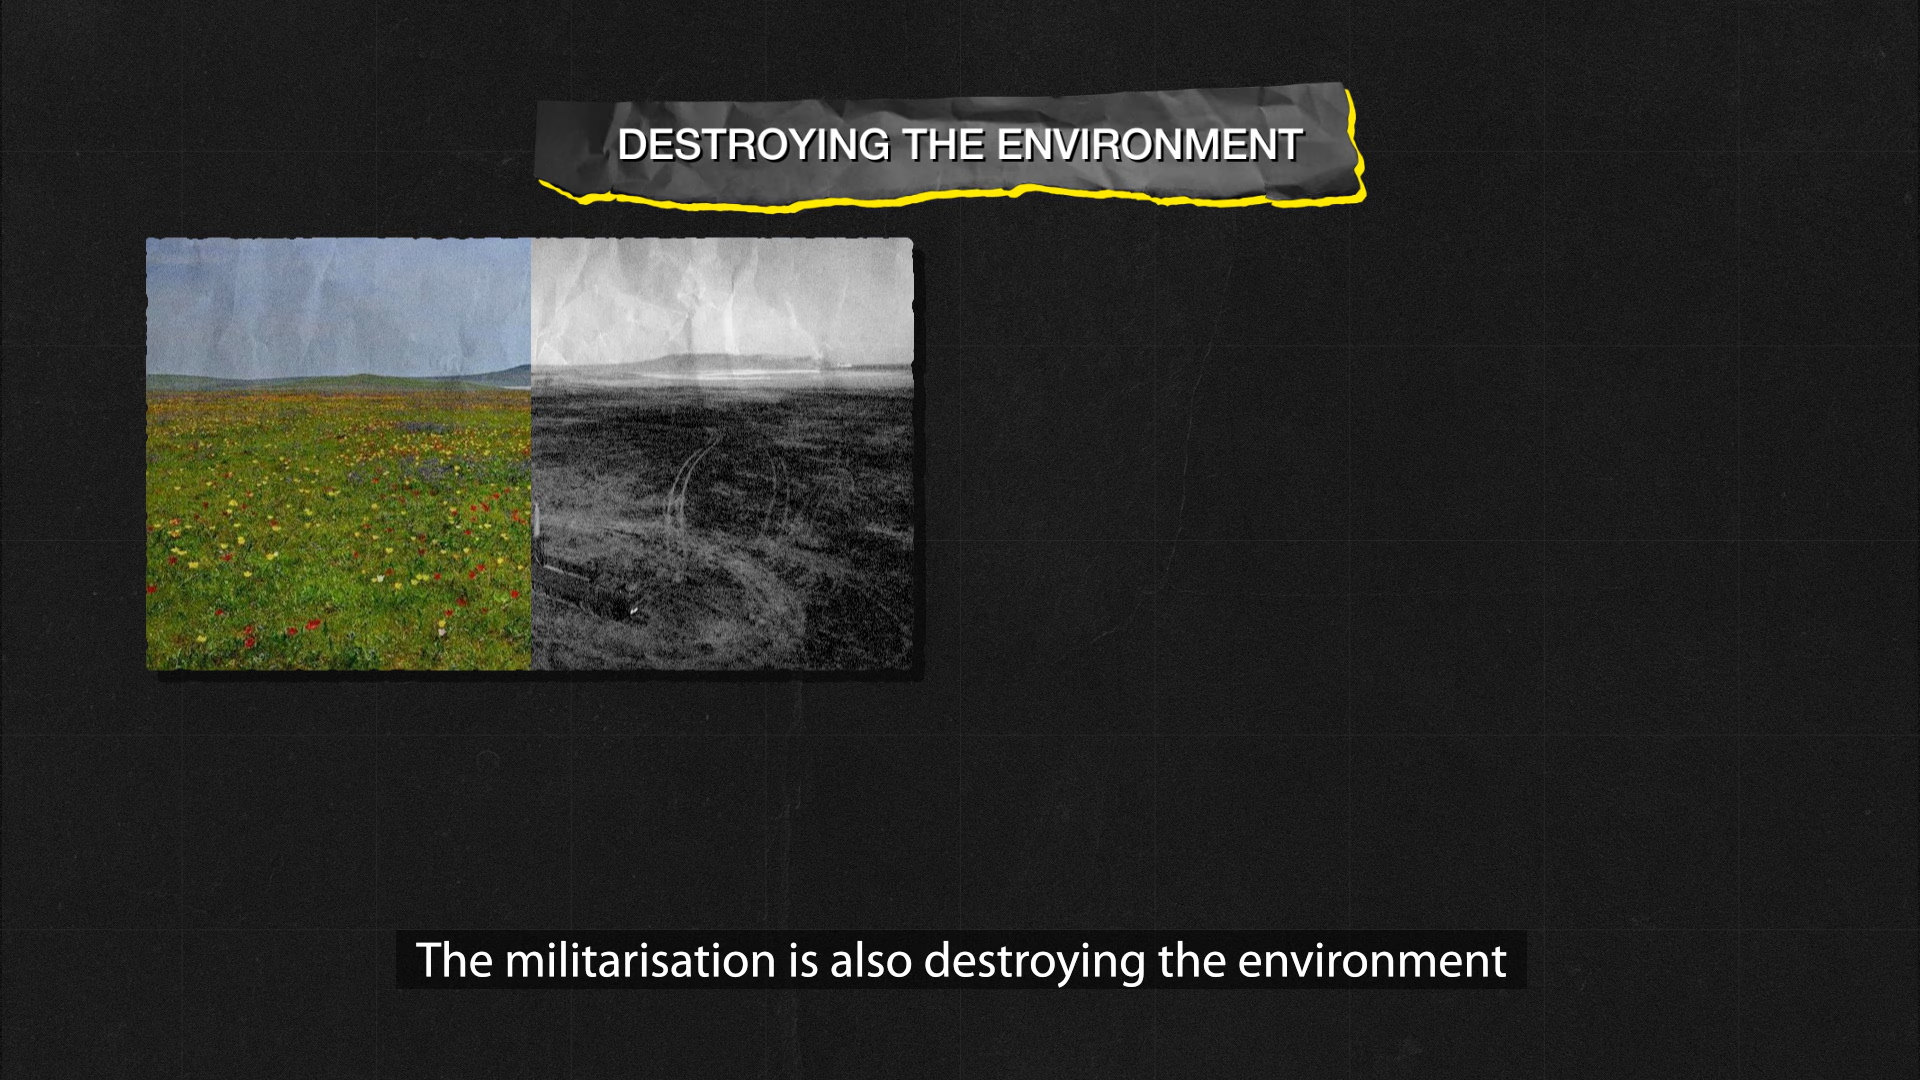 DESTROYING THE ENVIRONMENT
The militarisation is also destroying the environment